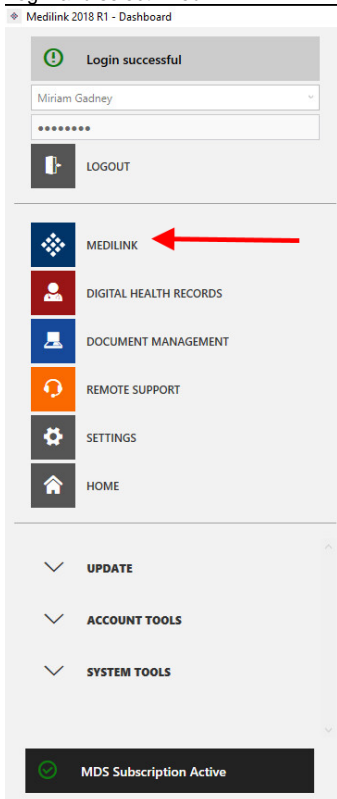 Medilink 2018 R1 - Dashboard
Login successful
Miriam Gadney
LOGOUT
MEDILINK
DIGITAL HEALTH RECORDS
DOCUMENT MANAGEMENT
REMOTE SUPPORT
SETTINGS
HOME
UPDATE
ACCOUNT TOOLS
SYSTEM TOOLS
MDS Subscription Active